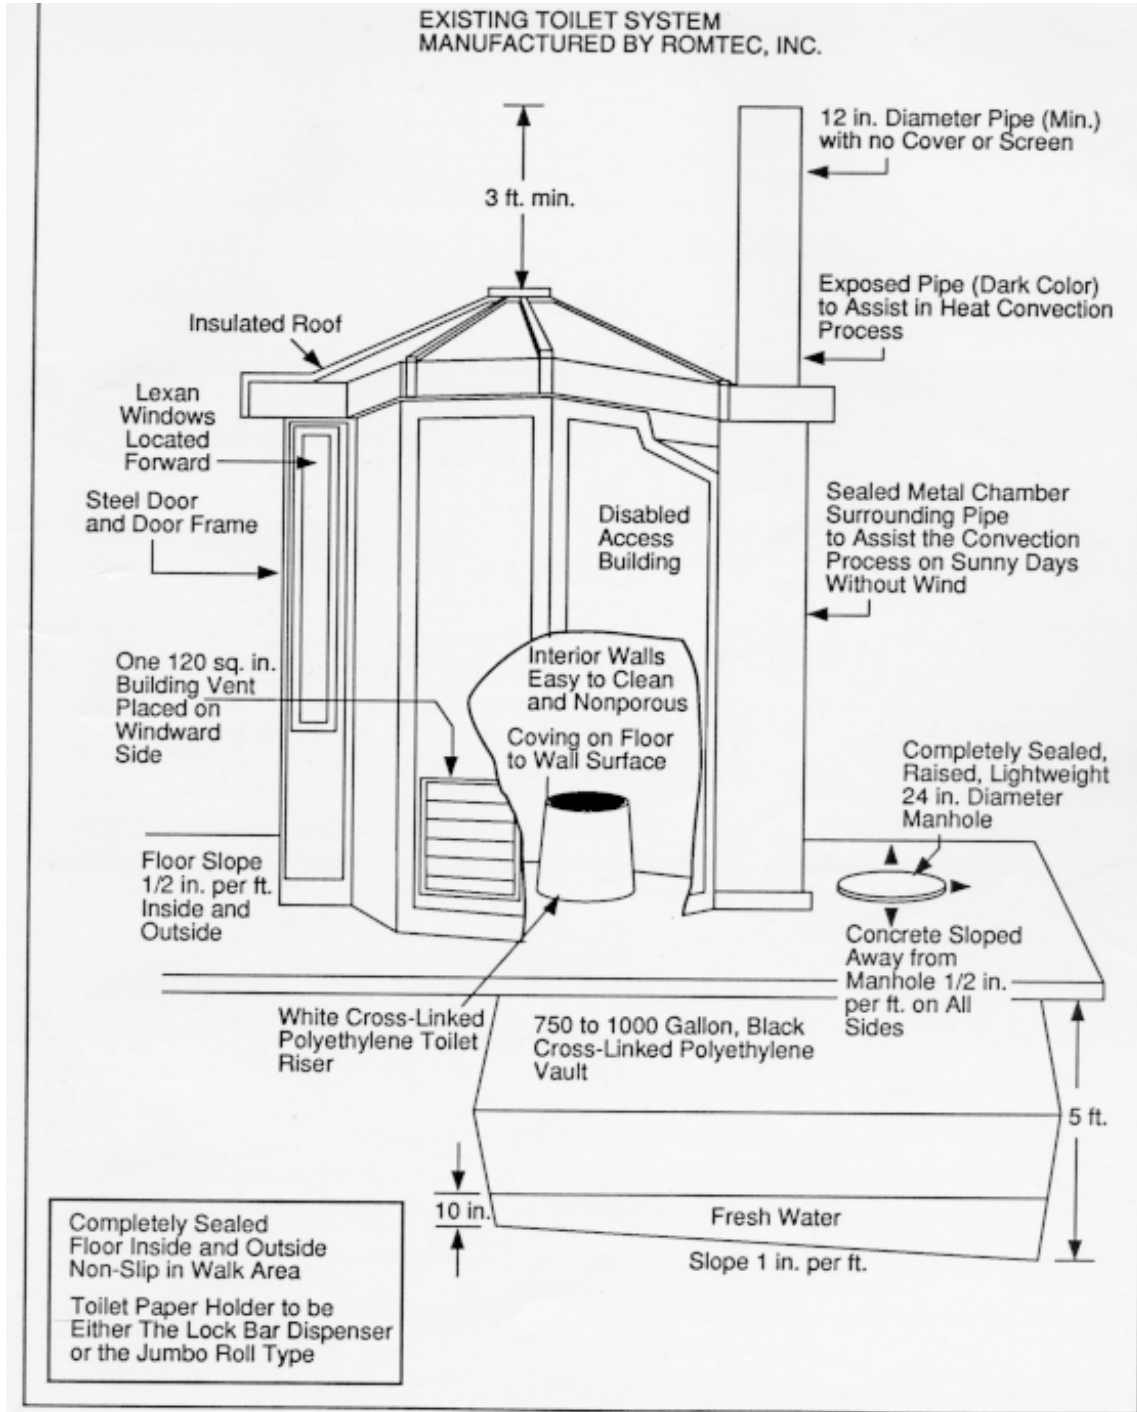 EXISTING TOILET SYSTEM
MANUFACTURED BY ROMTEC, INC.
12 in. Diameter Pipe (Min.)
with no Cover or Screen
3 ft. min.
Exposed Pipe (Dark Color)
to Assist in Heat Convection
Process
Insulated Roof
Lexan
Windows
Located
Forward
Steel Door
and Door Frame
Disabled
Access
Building
Sealed Metal Chamber
Surrounding Pipe
to Assist the Convection
Process on Sunny Days
Without Wind
One 120 sq. in.
Building Vent
Placed on
Windward
Side
Interior Walls
Easy to Clean
and Nonporous
Coving on Floor
to Wall Surface
Completely Sealed,
Raised, Lightweight
24 in. Diameter
Manhole
Floor Slope
1/2 in. per ft.
Inside and
Outside
Concrete Sloped
Away from
Manhole 1/2 in.
per ft. on All
Sides
White Cross-Linked
Polyethylene Toilet
Riser
750 to 1000 Gallon, Black
Cross-Linked Polyethylene
Vault
5 ft.
10 in.
Fresh Water
Slope 1 in. per ft.
Completely Sealed
Floor Inside and Outside
Non-Slip in Walk Area
Toilet Paper Holder to be
Either The Lock Bar Dispenser
or the Jumbo Roll Type